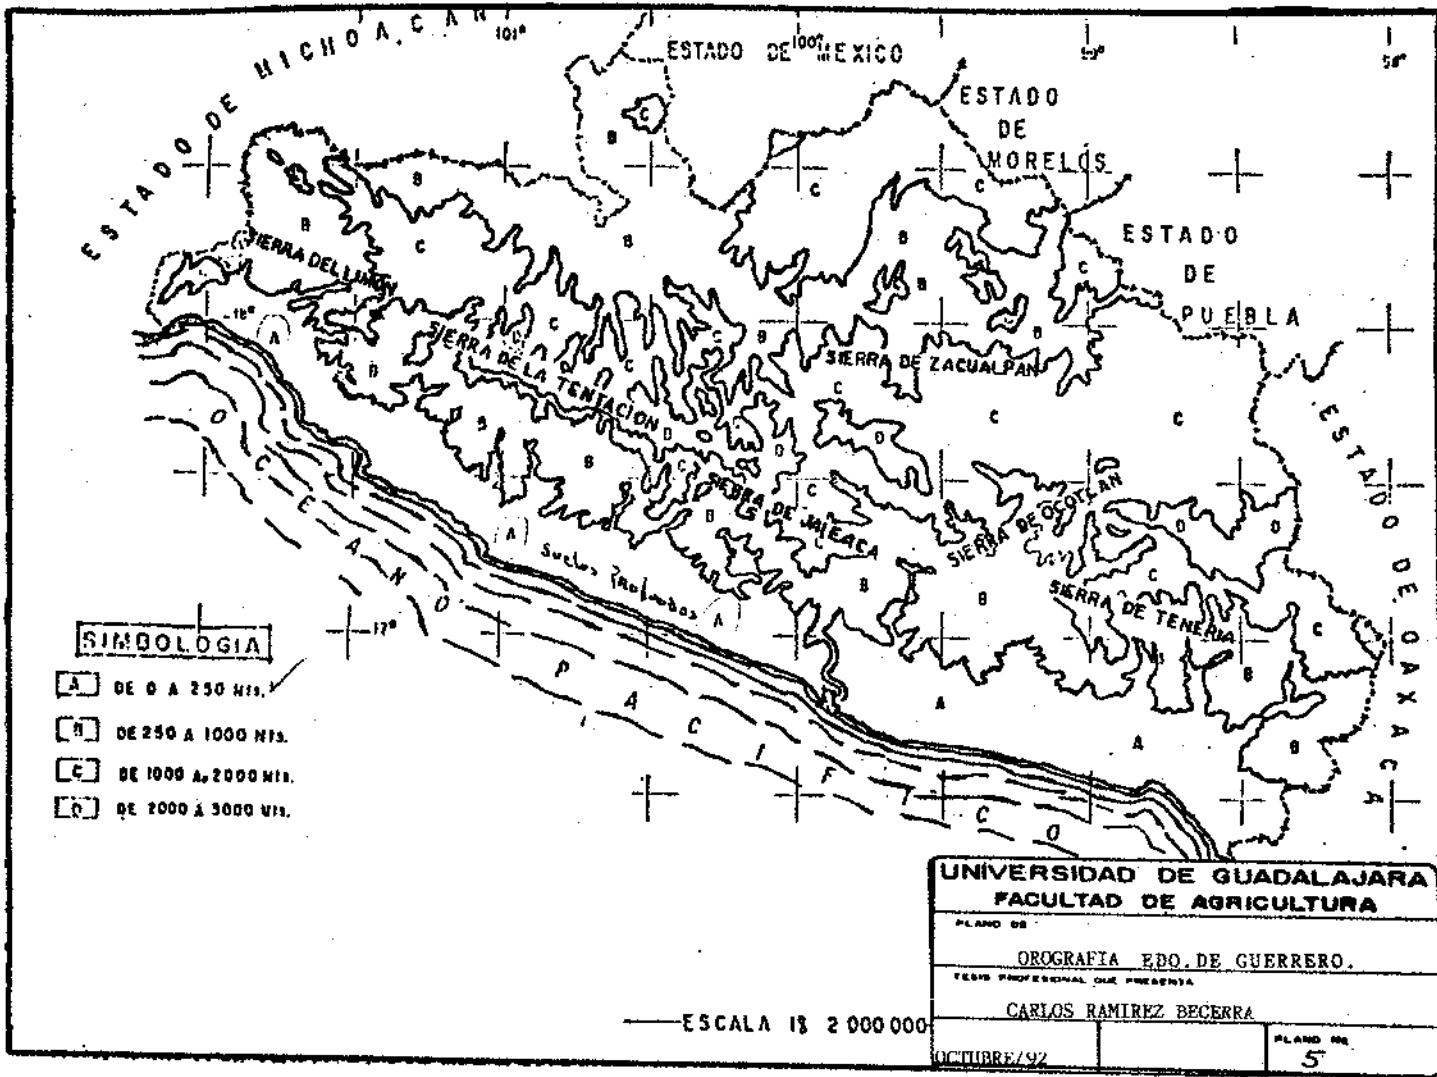 ESTADO DE MICHOACAN
101°
ESTADO DE MEXICO
100°
99°
98°
ESTADO
DE
MORELOS
ESTADO
DE
PUEBLA
ESTADO DE OAXACA
C
B
B
C
C
B
C
B
B
B
C
B
SIERRA DEL LIMON
18°
A
C
C
B
B
SIERRA DE LA TENTACION
SIERRA DE ZACUALPAN
D
C
C
C
C
B
D
D
D
B
C
C
SIERRA DE JALEACA
SIERRA DE OCOTLAN
B
D
D
A
Suelos Profundos
A
B
B
C
SIERRA DE TENERIA
C
B
A
A
B
17°
OCEANO PACIFICO
SIMBOLOGIA
A DE 0 A 250 Mts.
B DE 250 A 1000 Mts.
C DE 1000 A 2000 Mts.
D DE 2000 A 3000 Mts.
ESCALA 1: 2 000 000
UNIVERSIDAD DE GUADALAJARA
FACULTAD DE AGRICULTURA
PLANO DE
OROGRAFIA EDO. DE GUERRERO.
TESIS PROFESIONAL QUE PRESENTA
CARLOS RAMIREZ BECERRA
OCTUBRE/92
PLANO No.
5